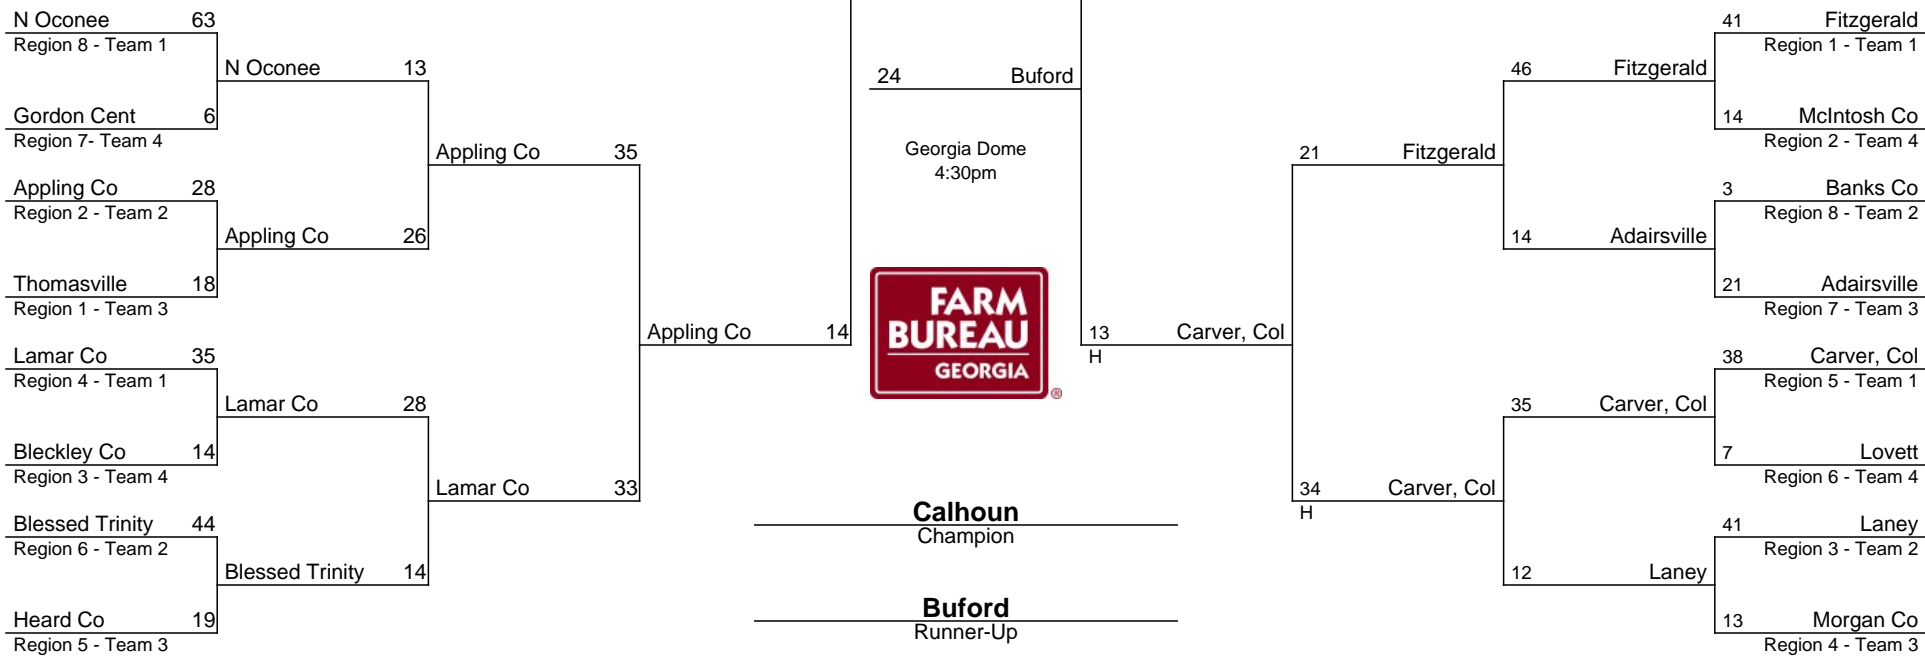 N Oconee 63
Region 8 - Team 1
N Oconee 13
Gordon Cent 6
Region 7- Team 4
Appling Co 35
Appling Co 28
Region 2 - Team 2
Appling Co 26
Thomasville 18
Region 1 - Team 3
Appling Co 14
Lamar Co 35
Region 4 - Team 1
Lamar Co 28
Bleckley Co 14
Region 3 - Team 4
Lamar Co 33
Blessed Trinity 44
Region 6 - Team 2
Blessed Trinity 14
Heard Co 19
Region 5 - Team 3
24 Buford
Georgia Dome
4:30pm
FARM
BUREAU
GEORGIA
®
Calhoun
Champion
Buford
Runner-Up
41 Fitzgerald
Region 1 - Team 1
46 Fitzgerald
14 McIntosh Co
Region 2 - Team 4
21 Fitzgerald
3 Banks Co
Region 8 - Team 2
14 Adairsville
21 Adairsville
Region 7 - Team 3
13 Carver, Col
H
38 Carver, Col
Region 5 - Team 1
35 Carver, Col
7 Lovett
Region 6 - Team 4
34 Carver, Col
H
41 Laney
Region 3 - Team 2
12 Laney
13 Morgan Co
Region 4 - Team 3